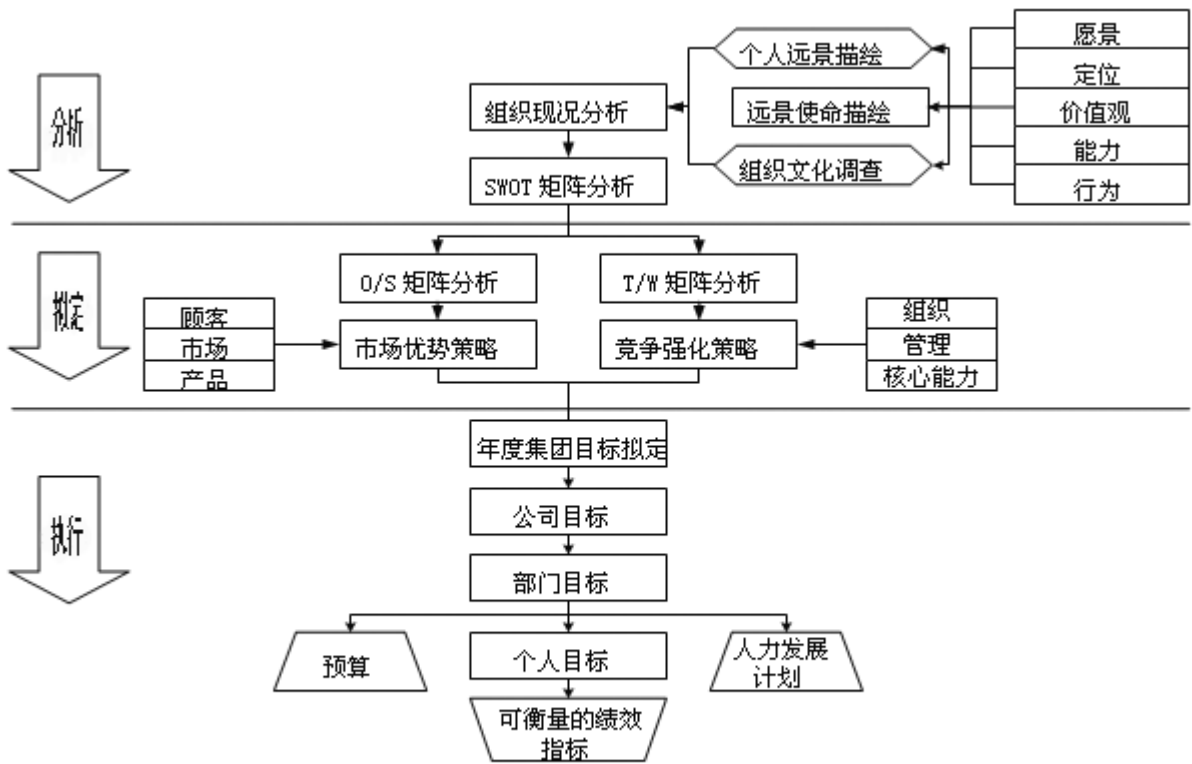 分析
个人远景描绘
愿景
定位
组织现况分析
远景使命描绘
价值观
能力
SWOT 矩阵分析
组织文化调查
行为
拟定
O/S 矩阵分析
T/W 矩阵分析
顾客
市场
产品
市场优势策略
竞争强化策略
组织
管理
核心能力
执行
年度集团目标拟定
公司目标
部门目标
预算
个人目标
人力发展
计划
可衡量的绩效
指标